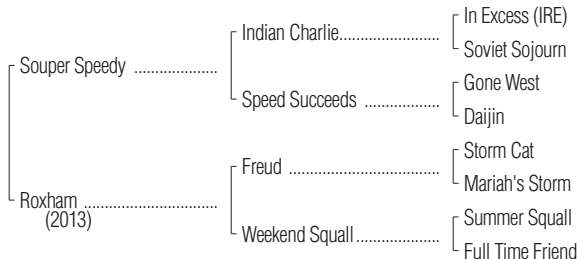 In Excess (IRE)
Indian Charlie....................
Soviet Sojourn
Souper Speedy ..................
Gone West
Speed Succeeds ................
Daijin
Storm Cat
Freud ................................
Mariah's Storm
Roxham .............................
(2013)
Summer Squall
Weekend Squall..................
Full Time Friend